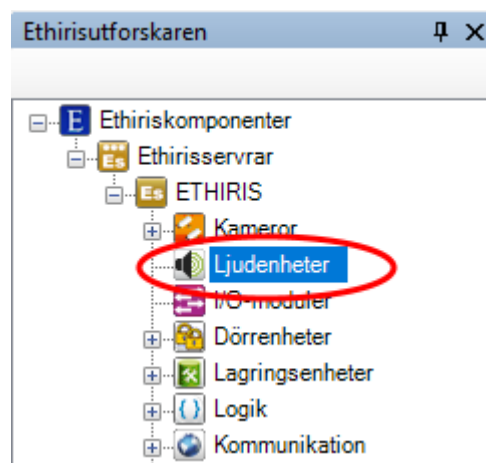 Ethirisutforskaren
Ethiriskomponenter
Ethirisservrar
ETHIRIS
Kameror
Ljudenheter
I/O-moduler
Dörrenheter
Lagringsenheter
Logik
Kommunikation